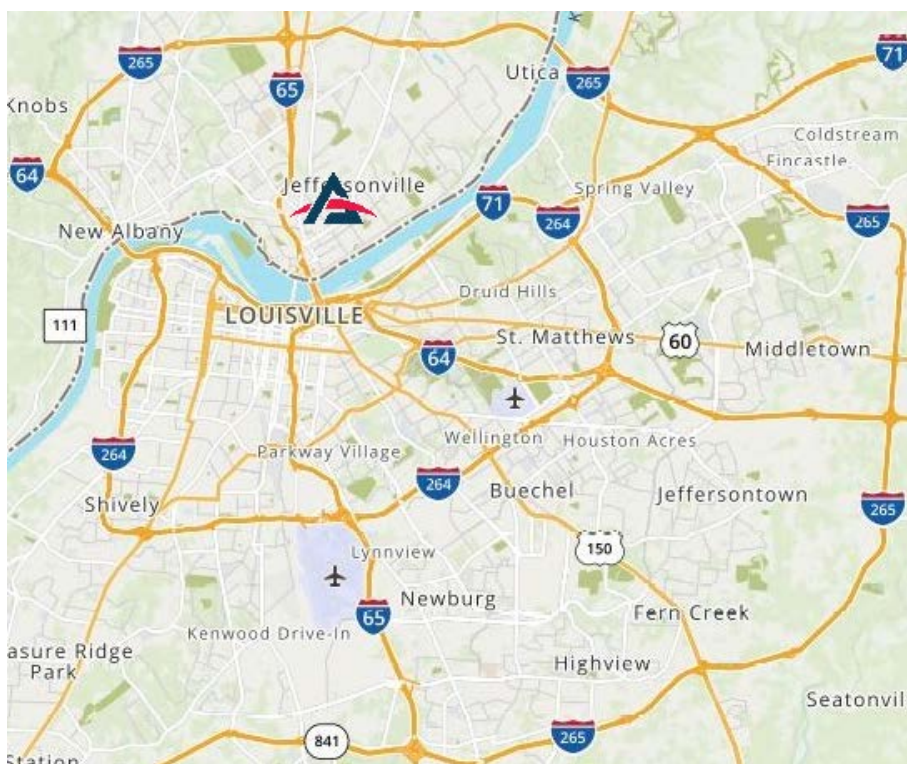 71
265
65
Utica
265
Knobs
Coldstream
Fincastle
64
Jeffersonville
Spring Valley
71
264
265
New Albany
Druid Hills
LOUISVILLE
111
St. Matthews
60
64
Middletown
Wellington
Houston Acres
Parkway Village
264
264
Buechel
Jeffersontown
Shively
265
150
Lynnview
Newburg
65
Fern Creek
Kenwood Drive-In
asure Ridge
Park
Highview
Seatonvil
841
265
Station